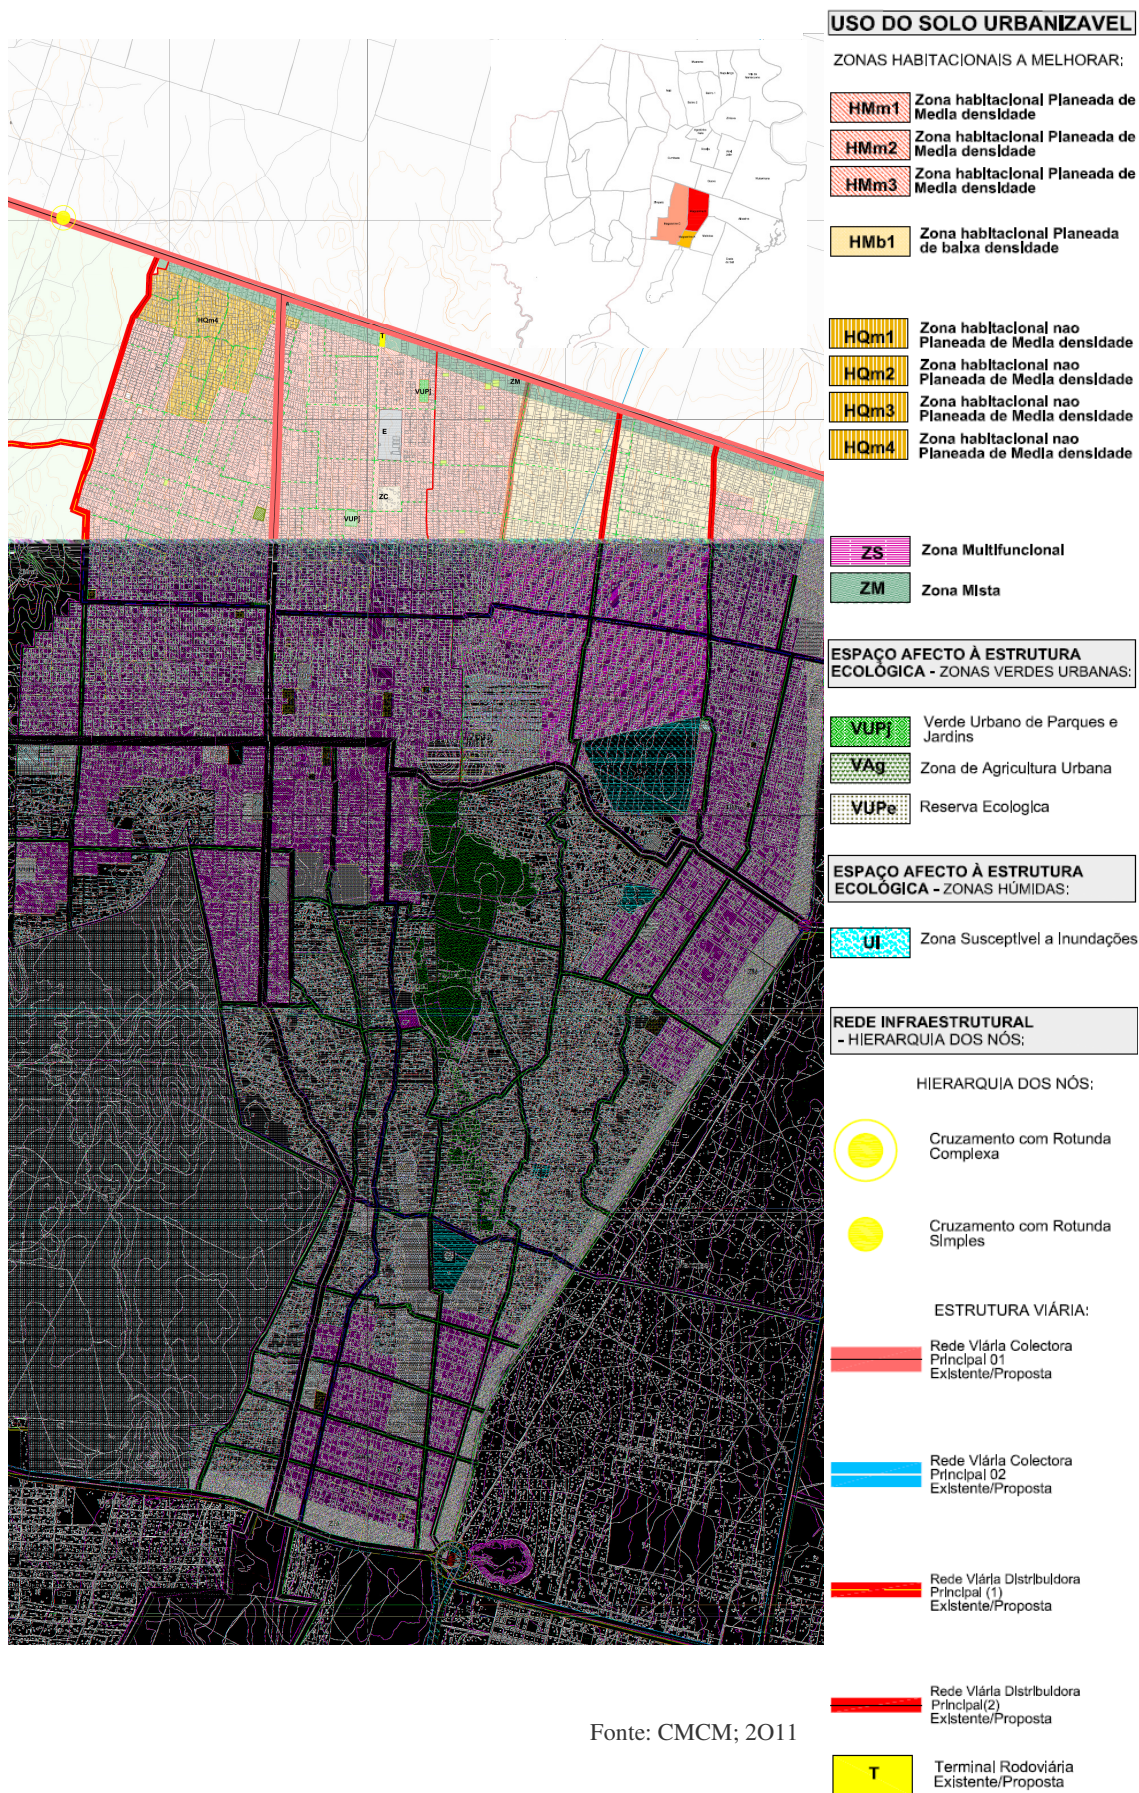 USO DO SOLO URBANIZAVEL
ZONAS HABITACIONAIS A MELHORAR:
HMm1 Zona habitacional Planeada de
Media densidade
HMm2 Zona habitacional Planeada de
Media densidade
HMm3 Zona habitacional Planeada de
Media densidade
HMb1 Zona habitacional Planeada
de baixa densidade
HQm1 Zona habitacional nao
Planeada de Media densidade
HQm2 Zona habitacional nao
Planeada de Media densidade
HQm3 Zona habitacional nao
Planeada de Media densidade
HQm4 Zona habitacional nao
Planeada de Media densidade
ZS Zona Multifuncional
ZM Zona Mista
ESPAÇO AFECTO À ESTRUTURA
ECOLÓGICA - ZONAS VERDES URBANAS:
VUPj Verde Urbano de Parques e
Jardins
VAg Zona de Agricultura Urbana
VUPe Reserva Ecologica
ESPAÇO AFECTO À ESTRUTURA
ECOLÓGICA - ZONAS HÚMIDAS:
UI Zona Susceptivel a Inundações
REDE INFRAESTRUTURAL
- HIERARQUIA DOS NÓS:
HIERARQUIA DOS NÓS:
Cruzamento com Rotunda
Complexa
Cruzamento com Rotunda
Simples
ESTRUTURA VIÁRIA:
Rede Viária Colectora
Principal 01
Existente/Proposta
Rede Viária Colectora
Principal 02
Existente/Proposta
Rede Viária Distribuidora
Principal (1)
Existente/Proposta
Rede Viária Distribuidora
Principal(2)
Existente/Proposta
T Terminal Rodoviária
Existente/Proposta
HQm4
T
ZM
VUPj
E
ZC
VUPj
Fonte: CMCM; 2O11